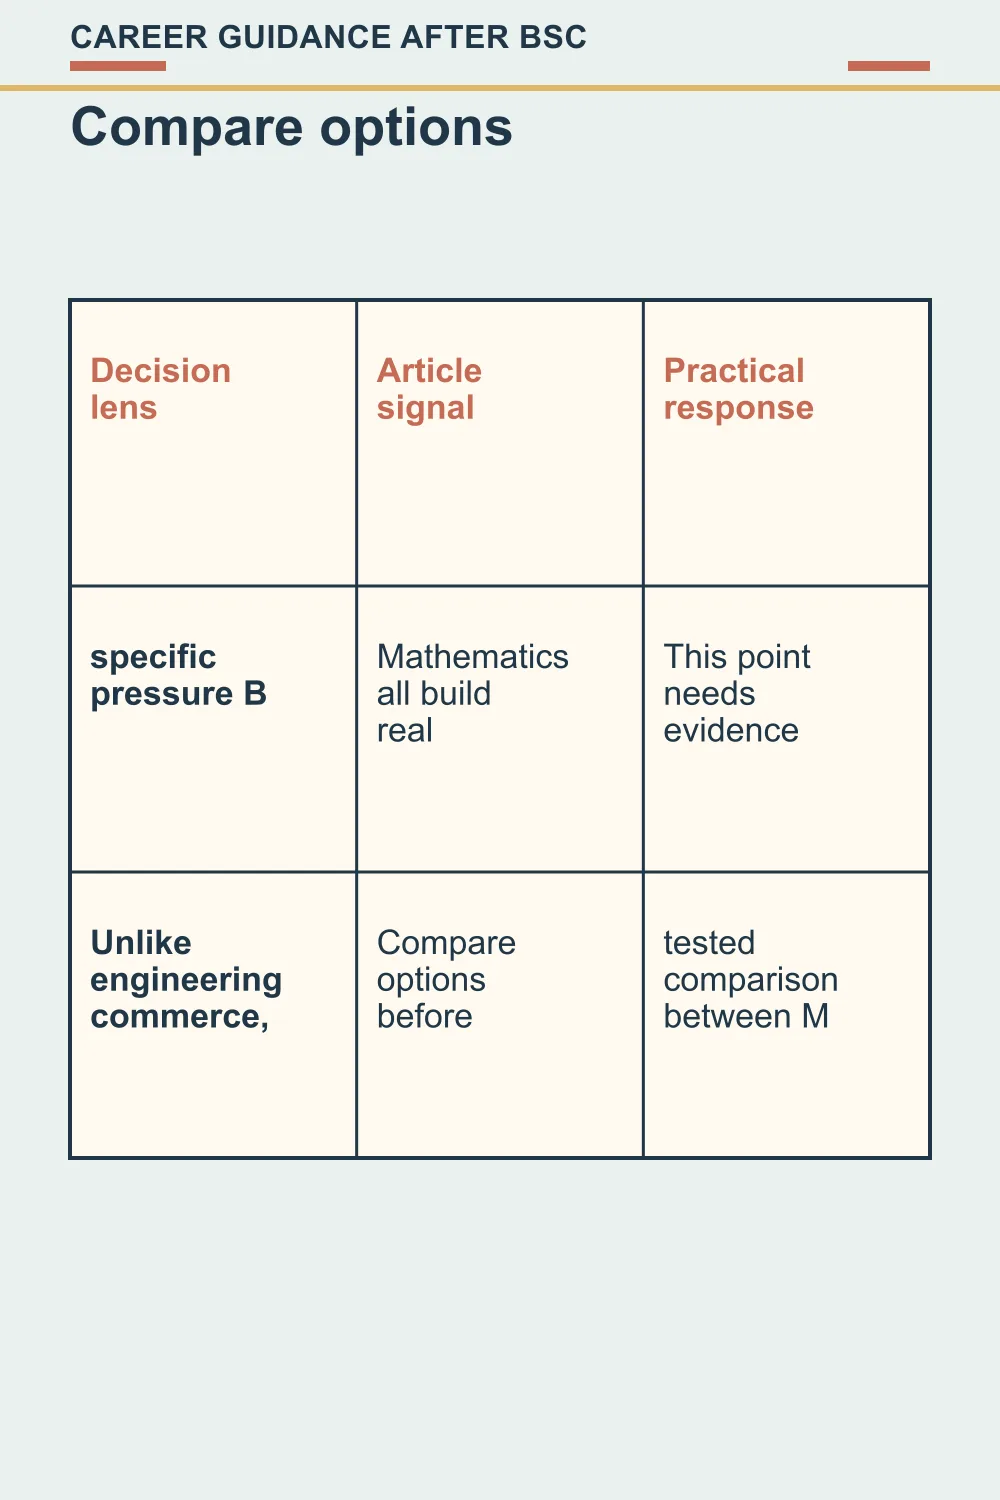 CAREER GUIDANCE AFTER BSC
Compare options
Decision
lens
Article
signal
Practical
response
specific
pressure B
Mathematics
all build
real
This point
needs
evidence
Unlike
engineering
commerce,
Compare
options
before
tested
comparison
between M